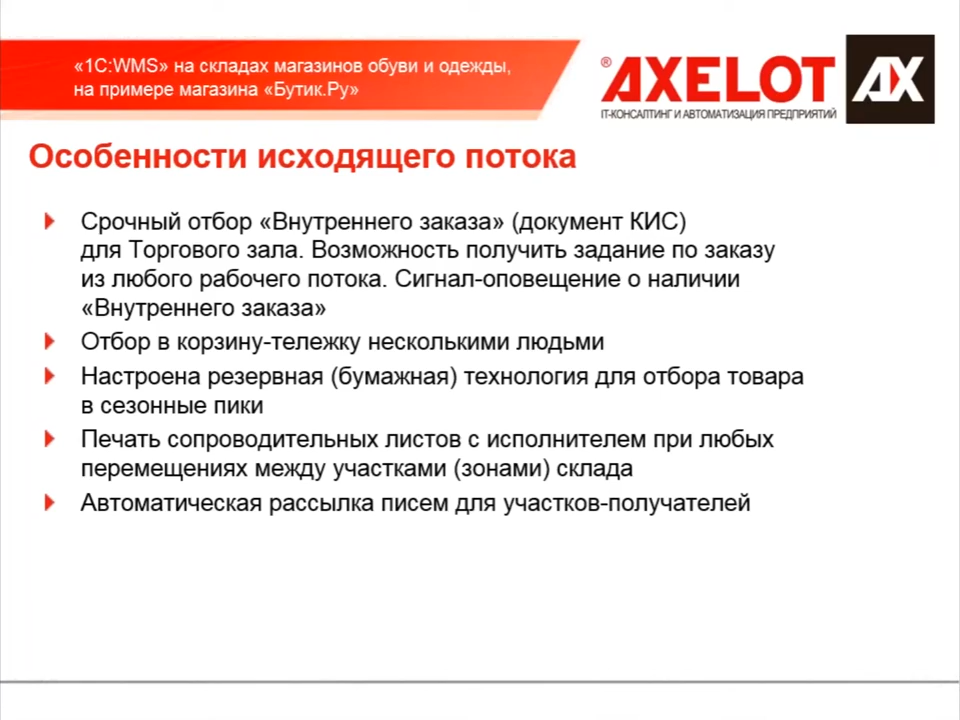 «1C:WMS» на складах магазинов обуви и одежды,
на примере магазина «Бутик.Ру»
® AXELOT AX
IT-КОНСАЛТИНГ И АВТОМАТИЗАЦИЯ ПРЕДПРИЯТИЙ
Особенности исходящего потока
Срочный отбор «Внутреннего заказа» (документ КИС)
для Торгового зала. Возможность получить задание по заказу
из любого рабочего потока. Сигнал-оповещение о наличии
«Внутреннего заказа»
Отбор в корзину-тележку несколькими людьми
Настроена резервная (бумажная) технология для отбора товара
в сезонные пики
Печать сопроводительных листов с исполнителем при любых
перемещениях между участками (зонами) склада
Автоматическая рассылка писем для участков-получателей